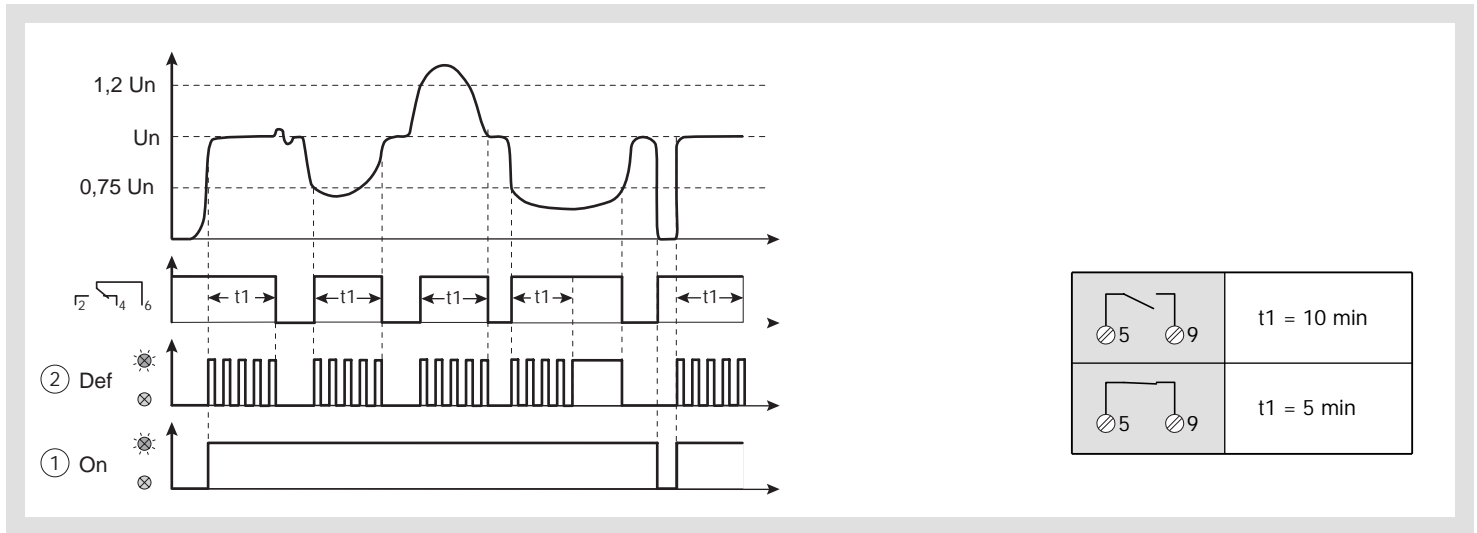 1,2 Un
Un
0,75 Un
2 4 6
t1 t1 t1 t1 t1
2 Def
1 On
5 9 t1 = 10 min
5 9 t1 = 5 min